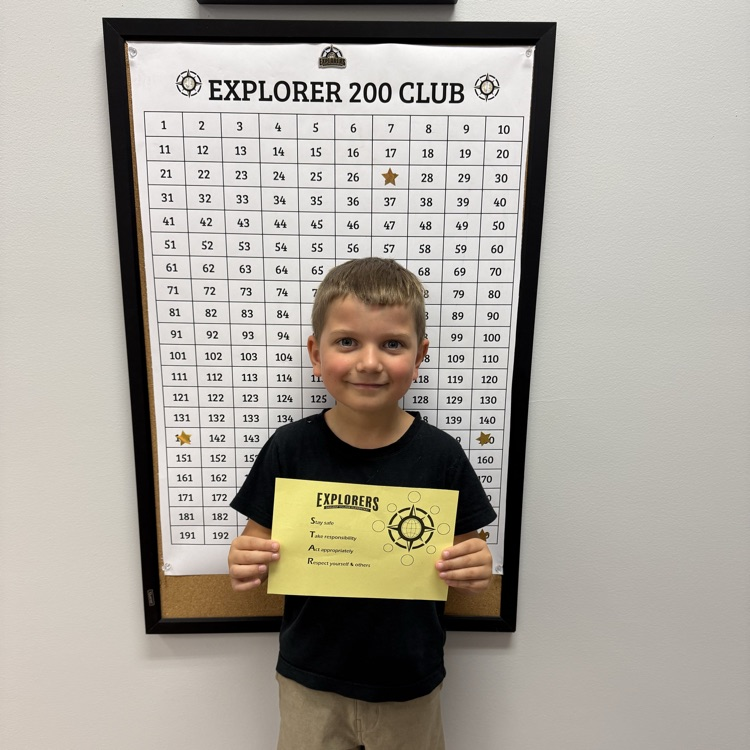 EXPLORERS
EXPLORER 200 CLUB
1 2 3 4 5 6 7 8 9 10
11 12 13 14 15 16 17 18 19 20
21 22 23 24 25 26 28 29 30
31 32 33 34 35 36 37 38 39 40
41 42 43 44 45 46 47 48 49 50
51 52 53 54 55 56 57 58 59 60
61 62 63 64 65 68 69 70
71 72 73 74 79 80
81 82 83 84 89 90
91 92 93 94 99 100
101 102 103 104 109 110
111 112 113 114 118 119 120
121 122 123 124 125 128 129 130
131 132 133 134 139 140
142 143
151 152 160
161 162
171 172
181 182
191 192
EXPLORERS
Stay safe
Take responsibility
Act appropriately
Respect yourself & others